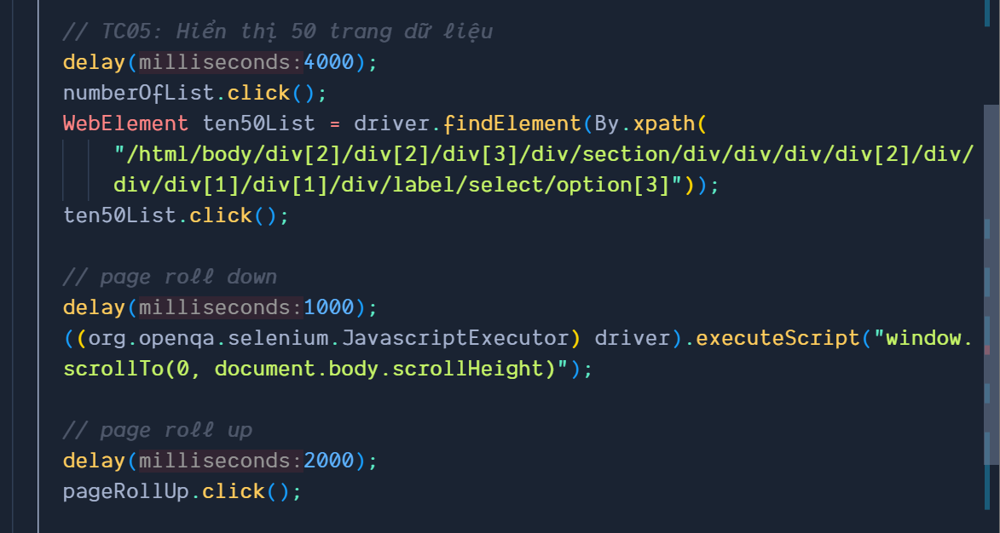 // TC05: Hiển thị 50 trang dữ liệu
delay(milliseconds:4000);
numberOfList.click();
WebElement ten50List = driver.findElement(By.xpath(
"/html/body/div[2]/div[2]/div[3]/div/section/div/div/div/div[2]/div/
div/div[1]/div[1]/div/label/select/option[3]"));
ten50List.click();
// page roll down
delay(milliseconds:1000);
((org.openqa.selenium.JavascriptExecutor) driver).executeScript("window.
scrollTo(0, document.body.scrollHeight)");
// page roll up
delay(milliseconds:2000);
pageRollUp.click();